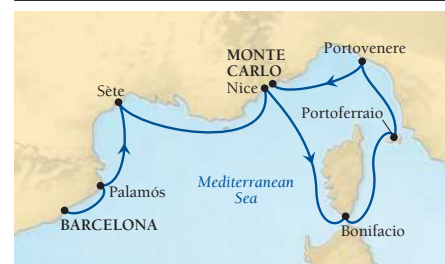 Portovenere
MONTE
CARLO
Nice
Sète
Portoferraio
Palamós
Mediterranean
Sea
BARCELONA
Bonifacio